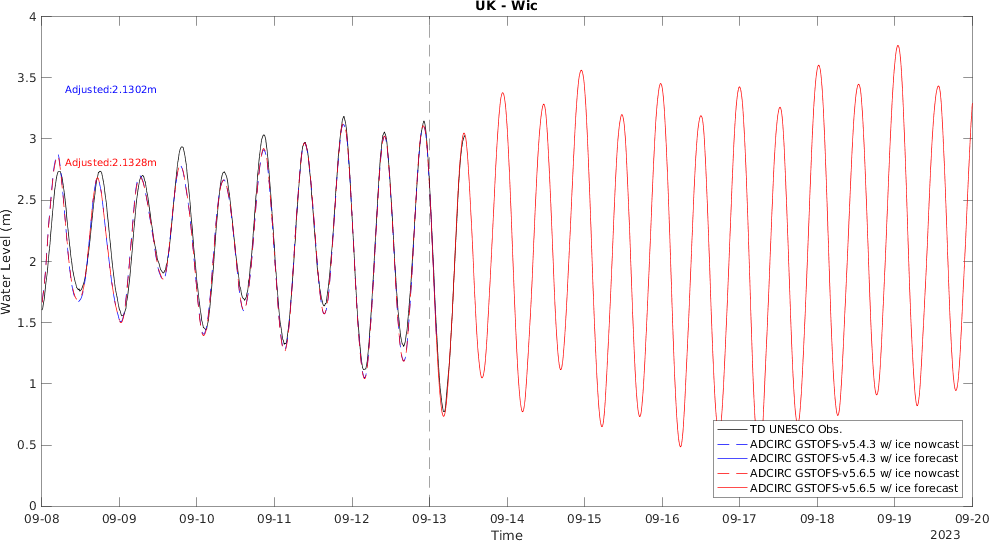 UK - Wic
4
3.5
3
2.5
2
1.5
1
0.5
0
Water Level (m)
Adjusted:2.1302m
Adjusted:2.1328m
TD UNESCO Obs.
ADCIRC GSTOFS-v5.4.3 w/ ice nowcast
ADCIRC GSTOFS-v5.4.3 w/ ice forecast
ADCIRC GSTOFS-v5.6.5 w/ ice nowcast
ADCIRC GSTOFS-v5.6.5 w/ ice forecast
09-08 09-09 09-10 09-11 09-12 09-13 09-14 09-15 09-16 09-17 09-18 09-19 09-20
Time
2023